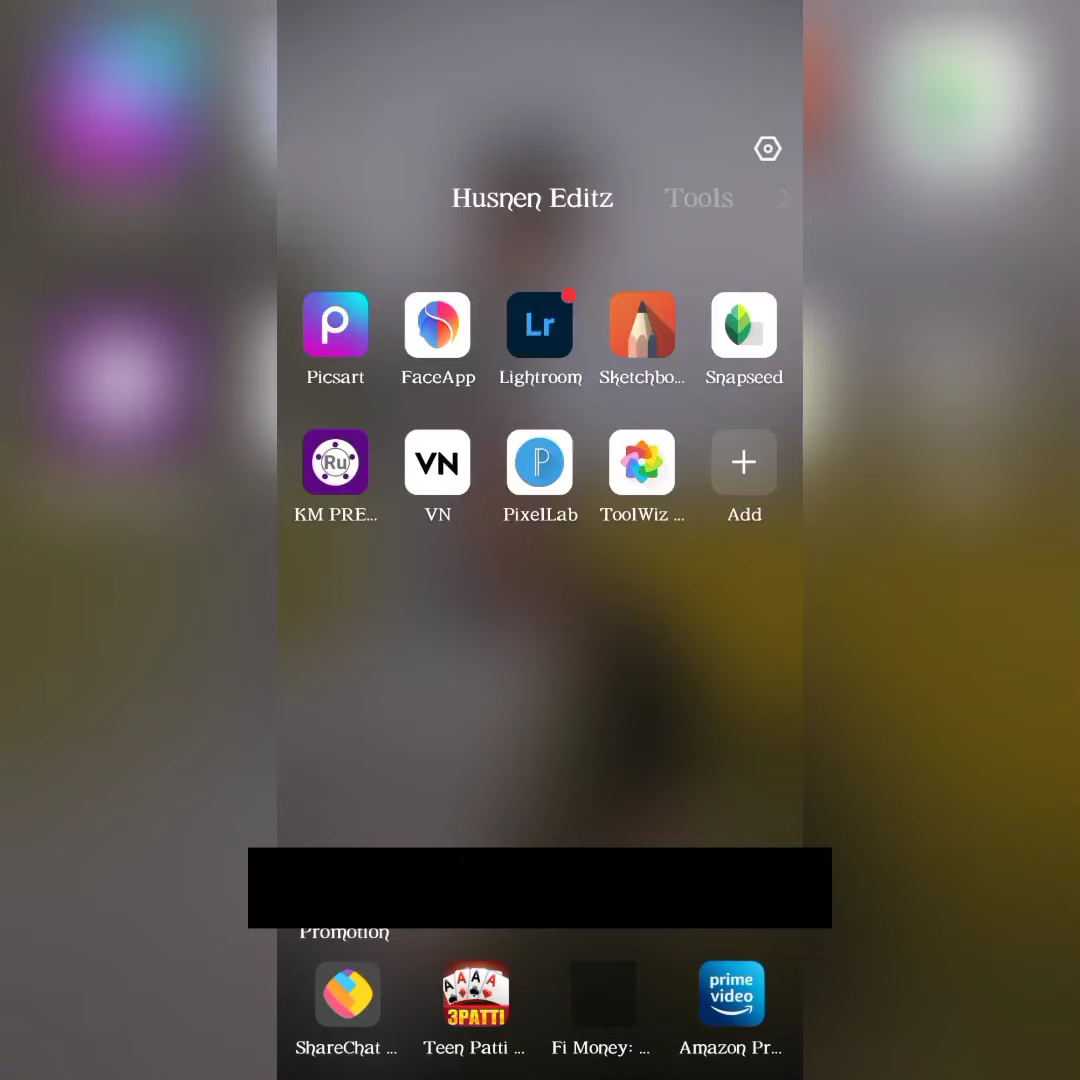 Husnen Editz Tools
Lr
Picsart FaceApp Lightroom Sketchbo... Snapseed
Ru VN
KM PRE... VN PixelLab ToolWiz ... Add
Promotion
3PATTI
prime
video
ShareChat ... Teen Patti ... Fi Money: ... Amazon Pr...